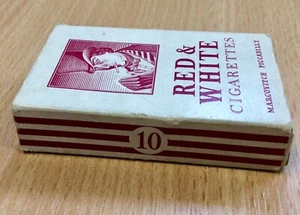 RED &
WHITE
CIGARETTES
MARCOVITCH PICCADILLY
10